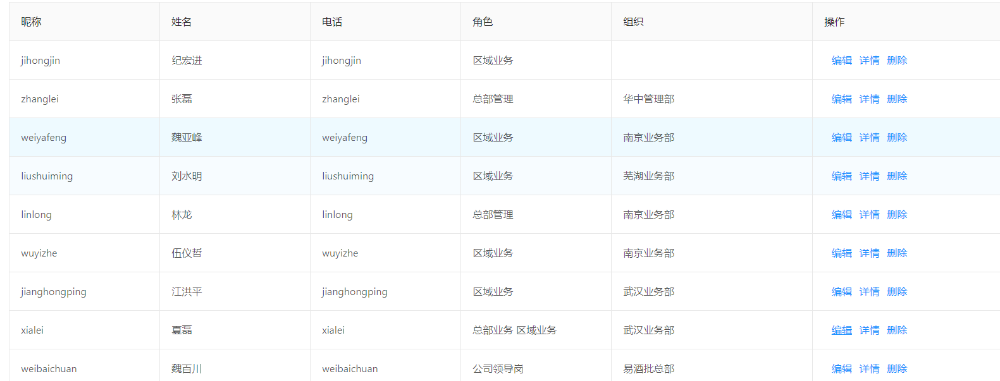 昵称 姓名 电话 角色 组织 操作
jihongjin 纪宏进 jihongjin 区域业务 编辑 详情 删除
zhanglei 张磊 zhanglei 总部管理 华中管理部 编辑 详情 删除
weiyafeng 魏亚峰 weiyafeng 区域业务 南京业务部 编辑 详情 删除
liushuiming 刘水明 liushuiming 区域业务 芜湖业务部 编辑 详情 删除
linlong 林龙 linlong 总部管理 南京业务部 编辑 详情 删除
wuyizhe 伍仪哲 wuyizhe 区域业务 南京业务部 编辑 详情 删除
jianghongping 江洪平 jianghongping 区域业务 武汉业务部 编辑 详情 删除
xialei 夏磊 xialei 总部业务 区域业务 武汉业务部 编辑 详情 删除
weibaichuan 魏百川 weibaichuan 公司领导岗 易酒批总部 编辑 详情 删除